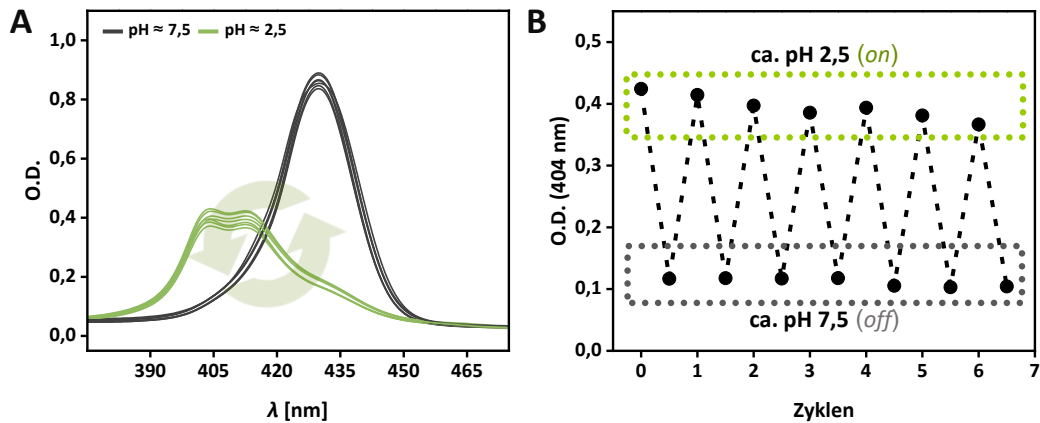 A
pH ≈ 7,5 pH ≈ 2,5
1,0
0,8
0,6
0,4
0,2
0,0
O.D.
390 405 420 435 450 465
λ [nm]
B
ca. pH 2,5 (on)
0,5
0,4
0,3
0,2
0,1
0,0
O.D. (404 nm)
ca. pH 7,5 (off)
0 1 2 3 4 5 6 7
Zyklen